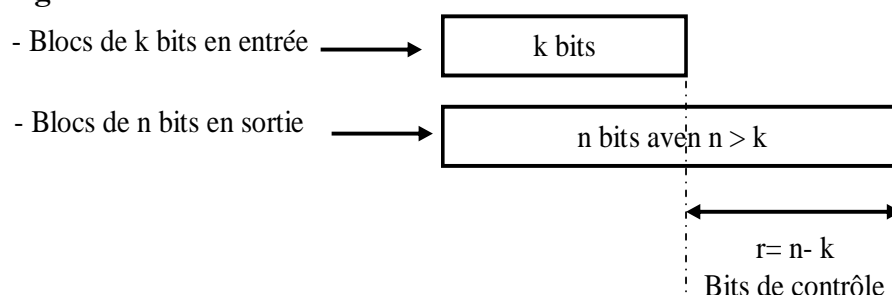 - Blocs de k bits en entrée
k bits
- Blocs de n bits en sortie
n bits aven n > k
r= n- k
Bits de contrôle